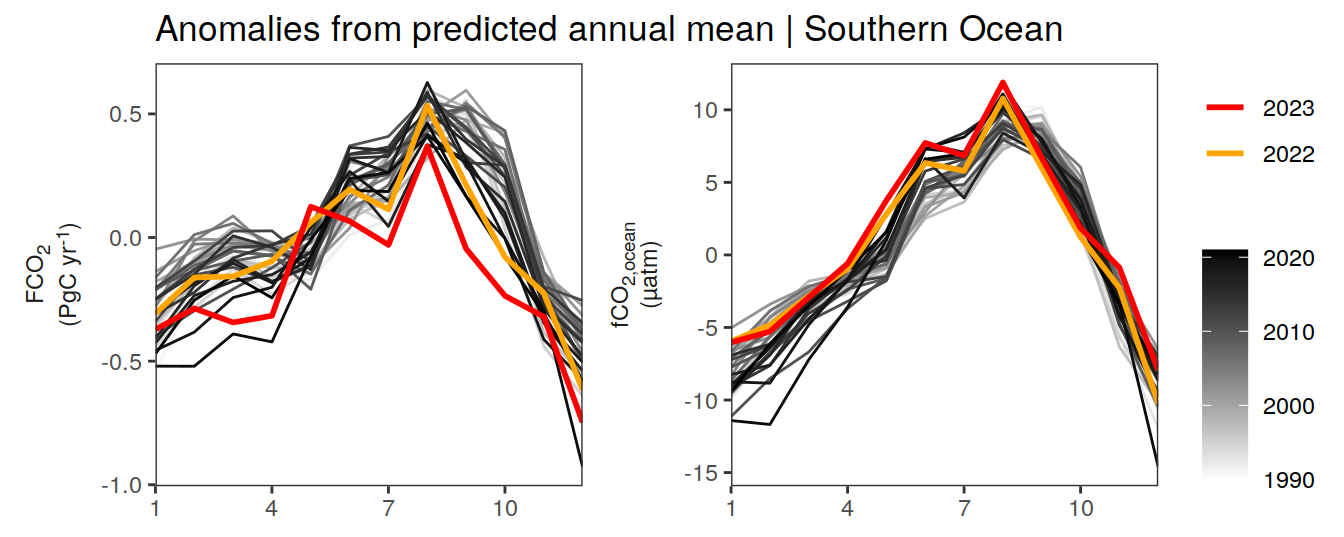 Anomalies from predicted annual mean | Southern Ocean
FCO₂
(PgC yr⁻¹)
0.5
0.0
-0.5
-1.0
1 4 7 10
fCO₂,ocean
(µatm)
10
5
0
-5
-10
-15
1 4 7 10
2023
2022
2020
2010
2000
1990